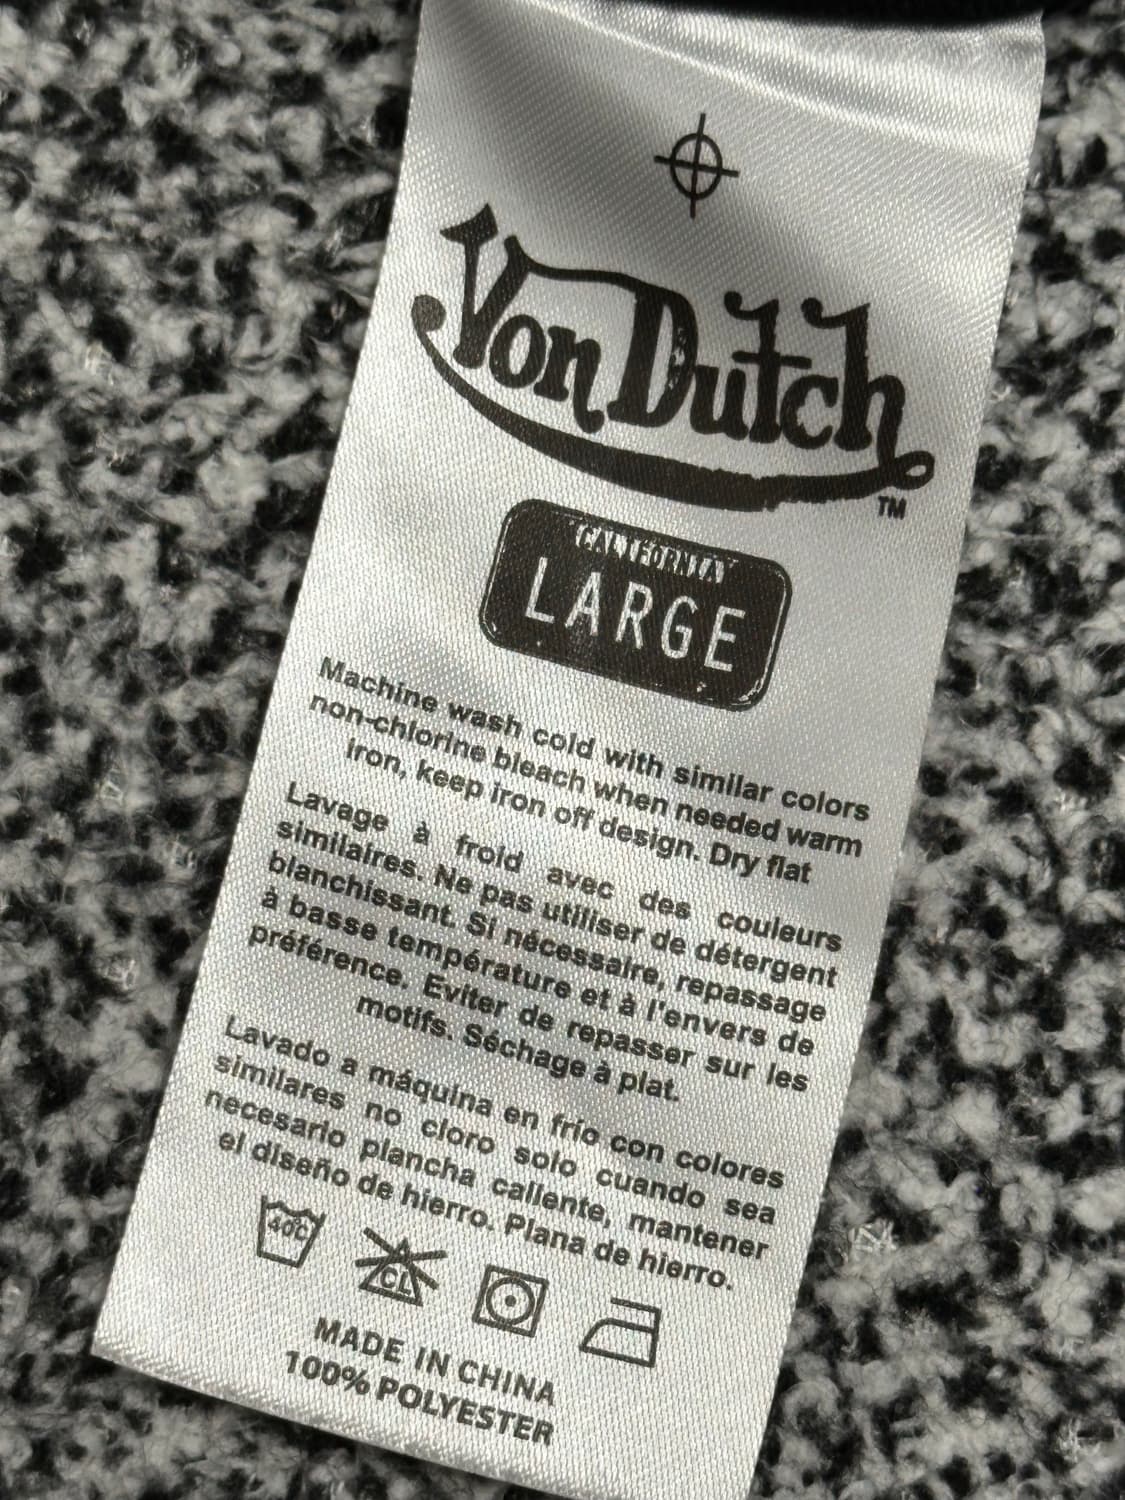 Von Dutch
TM
CALIFORNIA
LARGE
Machine wash cold with similar colors
non-chlorine bleach when needed warm
iron, keep iron off design. Dry flat
Lavage à froid avec des couleurs
similaires. Ne pas utiliser de détergent
blanchissant. Si nécessaire, repassage
à basse température et à l'envers de
préférence. Eviter de repasser sur les
motifs. Séchage à plat.
Lavado a máquina en frío con colores
similares no cloro solo cuando sea
necesario plancha caliente, mantener
el diseño de hierro. Plana de hierro.
40C CL
MADE IN CHINA
100% POLYESTER